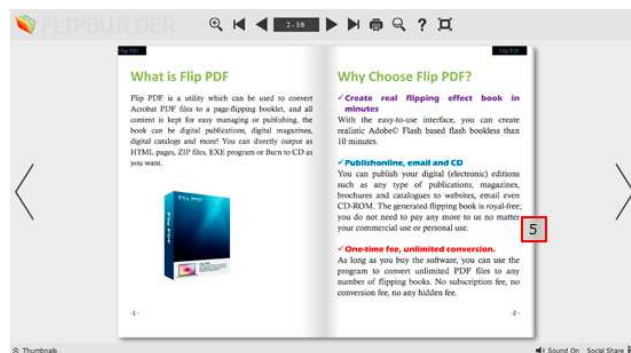 FLIPBUILDER
2-36
Flip PDF
What is Flip PDF
Flip PDF is a utility which can be used to convert
Acrobat PDF files to a page-flipping booklet, and all
content is kept for easy managing or publishing, the
book can be digital publications, digital magazines,
digital catalogs and more! You can directly output as
HTML pages, ZIP files, EXE program or Burn to CD as
you want.
Flip PDF
Flip PDF
-1-
Flip PDF
Why Choose Flip PDF?
✓Create real flipping effect book in
minutes
With the easy-to-use interface, you can create
realistic Adobe© Flash based flash bookless than
10 minutes.
✓Publishonline, email and CD
You can publish your digital (electronic) editions
such as any type of publications, magazines,
brochures and catalogues to websites, email even
CD-ROM. The generated flipping book is royal-free;
you do not need to pay any more to us no matter
your commercial use or personal use.
5
✓One-time fee, unlimited conversion.
As long as you buy the software, you can use the
program to convert unlimited PDF files to any
number of flipping books. No subscription fee, no
conversion fee, no any hidden fee.
Thumbnails
Sound On
Social Share